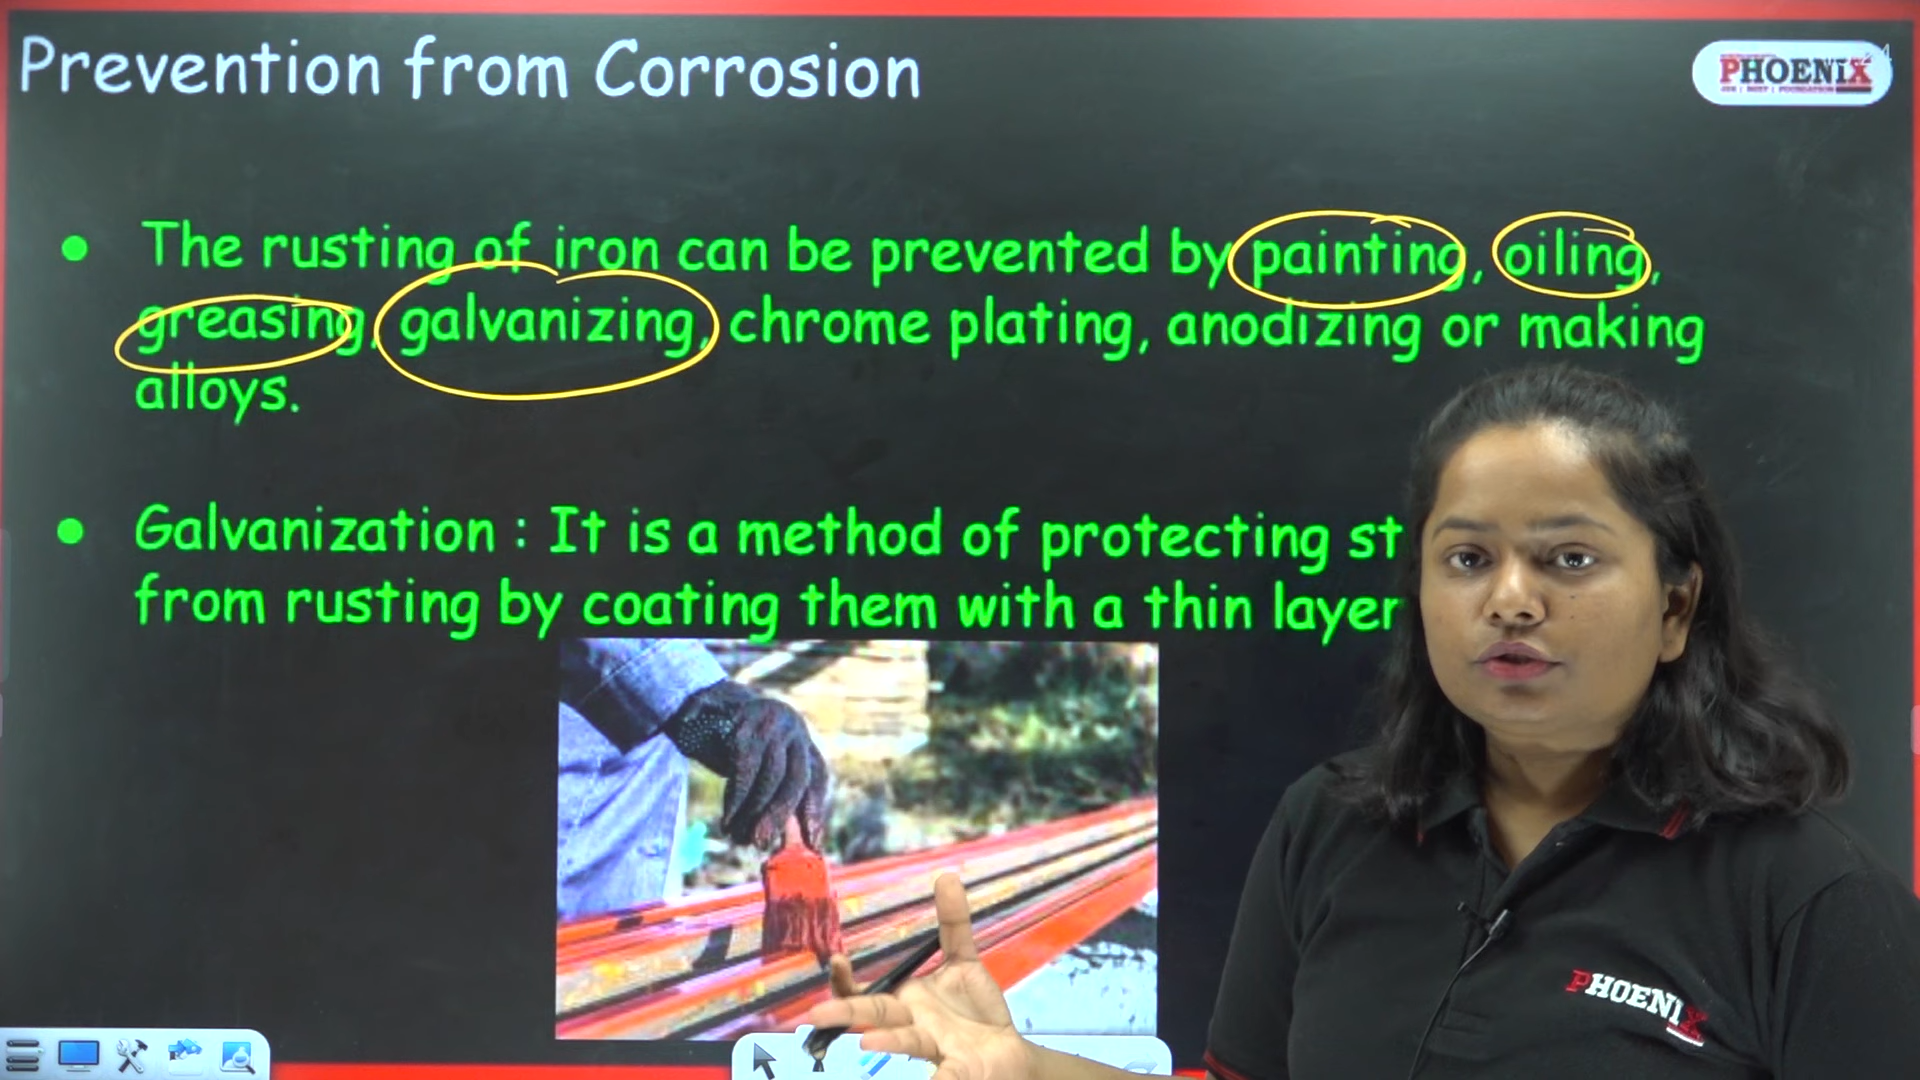 Prevention from Corrosion
PHOENIX
The rusting of iron can be prevented by painting, oiling,
greasing, galvanizing, chrome plating, anodizing or making
alloys.
Galvanization : It is a method of protecting st
from rusting by coating them with a thin layer
PHOENIX